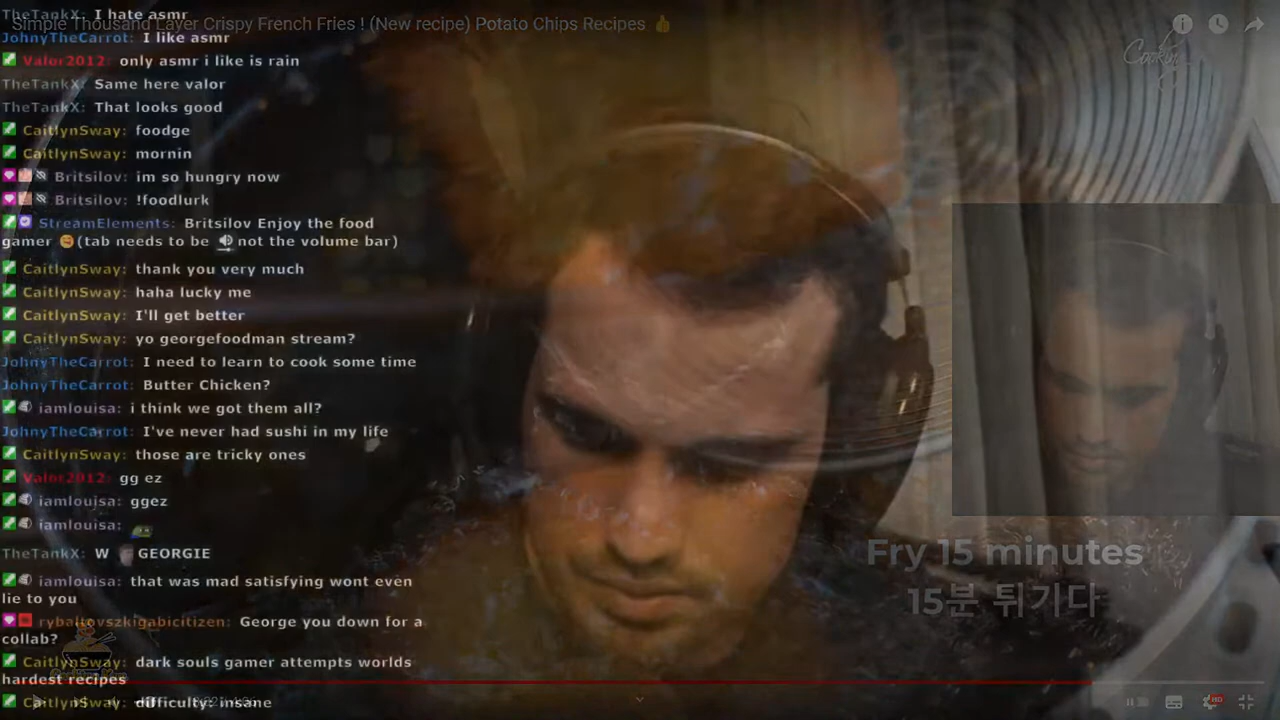 TheTankX: I hate asmr
Simple Thousand Layer Crispy French Fries ! (New recipe) Potato Chips Recipes 👍
JohnyTheCarrot: I like asmr
Valor2012: only asmr i like is rain
TheTankX: Same here valor
TheTankX: That looks good
CaitlynSway: foodge
CaitlynSway: mornin
Britsilov: im so hungry now
Britsilov: !foodlurk
StreamElements: Britsilov Enjoy the food
gamer 😋(tab needs to be 🔊 not the volume bar)
CaitlynSway: thank you very much
CaitlynSway: haha lucky me
CaitlynSway: I'll get better
CaitlynSway: yo georgefoodman stream?
JohnyTheCarrot: I need to learn to cook some time
JohnyTheCarrot: Butter Chicken?
iamlouisa: i think we got them all?
JohnyTheCarrot: I've never had sushi in my life
CaitlynSway: those are tricky ones
Valor2012: gg ez
iamlouisa: ggez
iamlouisa:
TheTankX: W GEORGIE
iamlouisa: that was mad satisfying wont even
lie to you
rybaltovszkigabicitizen: George you down for a
collab?
CaitlynSway: dark souls gamer attempts worlds
hardest recipes
CaitlynSway: difficulty: insane
Fry 15 minutes
15분 튀기다
HD